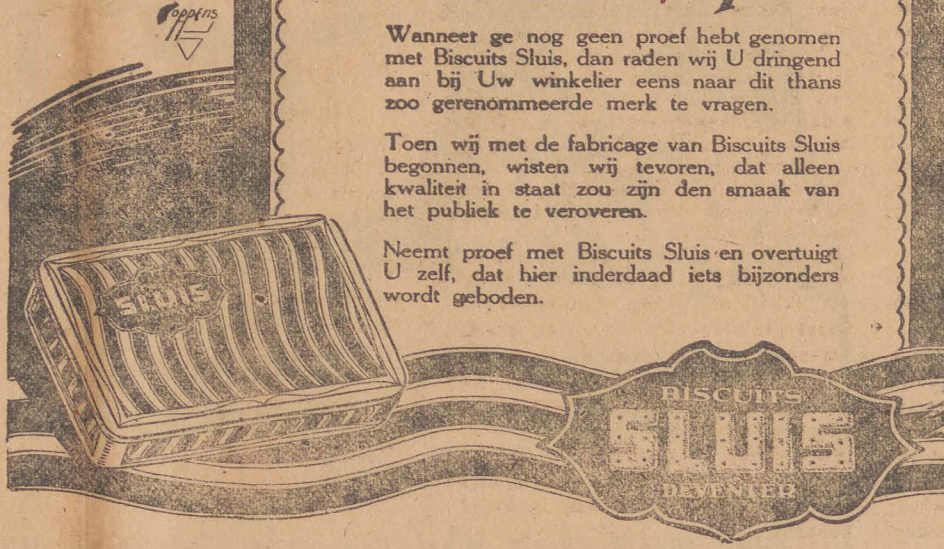 Poppens
Wanneer ge nog geen proef hebt genomen
met Biscuits Sluis, dan raden wij U dringend
aan bij Uw winkelier eens naar dit thans
zoo gerenommeerde merk te vragen.
Toen wij met de fabricage van Biscuits Sluis
begonnen, wisten wij tevoren, dat alleen
kwaliteit in staat zou zijn den smaak van
het publiek te veroveren.
Neemt proef met Biscuits Sluis en overtuigt
U zelf, dat hier inderdaad iets bijzonders
wordt geboden.
SLUIS
BISCUITS
SLUIS
DEVENTER